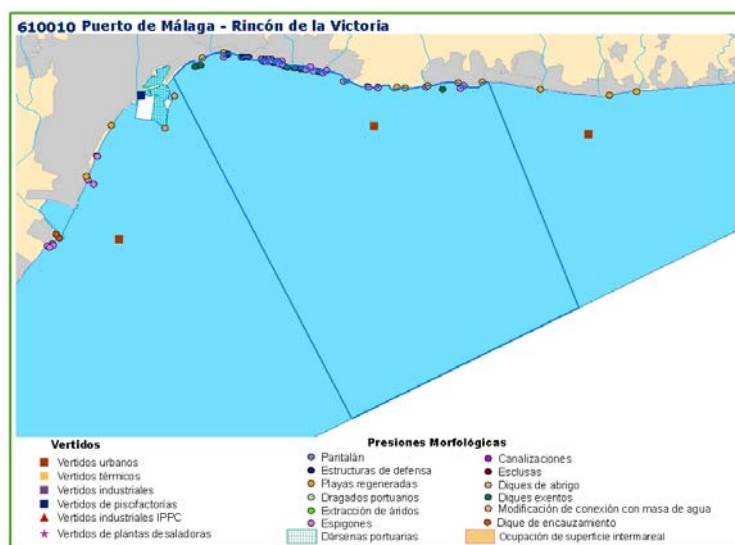 610010 Puerto de Málaga - Rincón de la Victoria
Vertidos
Vertidos urbanos
Vertidos térmicos
Vertidos industriales
Vertidos de piscifactorías
Vertidos industriales IPPC
Vertidos de plantas desaladoras
Presiones Morfológicas
Pantalán
Estructuras de defensa
Playas regeneradas
Dragados portuarios
Extracción de áridos
Espigones
Dársenas portuarias
Canalizaciones
Esclusas
Diques de abrigo
Diques exentos
Modificación de conexión con masa de agua
Dique de encauzamiento
Ocupación de superficie intermareal